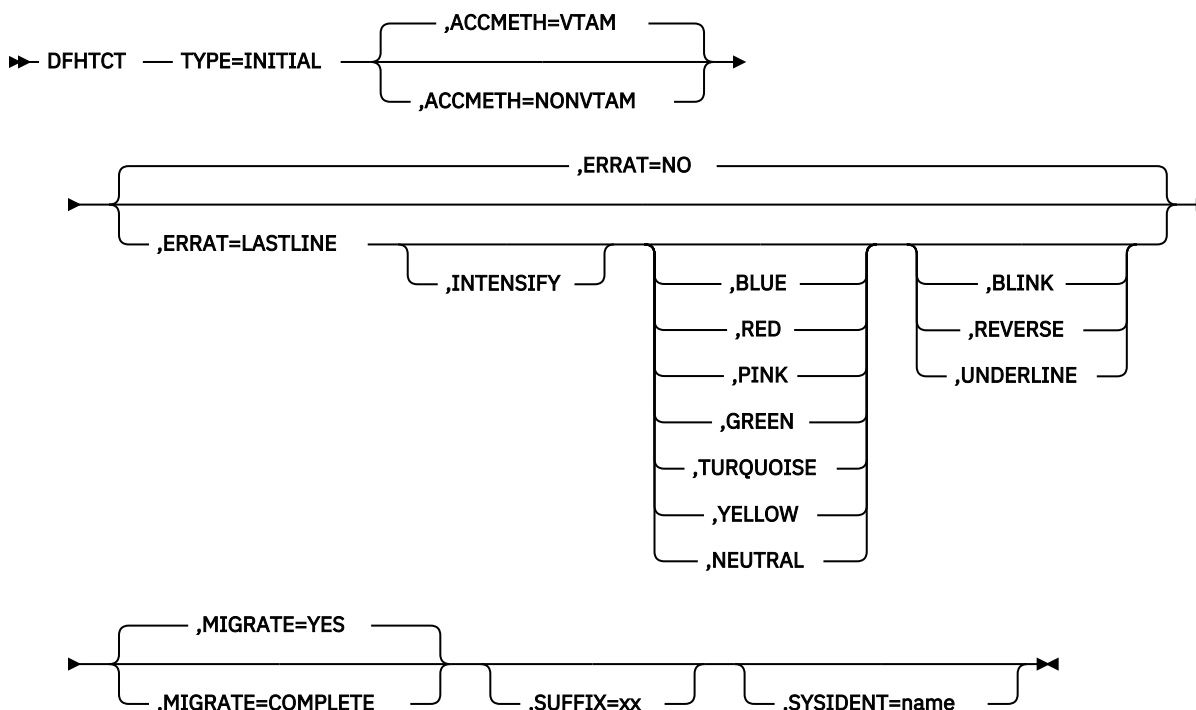 ,ACCMETH=VTAM
DFHTCT TYPE=INITIAL
,ACCMETH=NONVTAM
,ERRAT=NO
,ERRAT=LASTLINE
,INTENSIFY ,BLUE ,BLINK
,RED ,REVERSE
,PINK ,UNDERLINE
,GREEN
,TURQUOISE
,YELLOW
,NEUTRAL
,MIGRATE=YES
,MIGRATE=COMPLETE ,SUFFIX=xx ,SYSIDENT=name